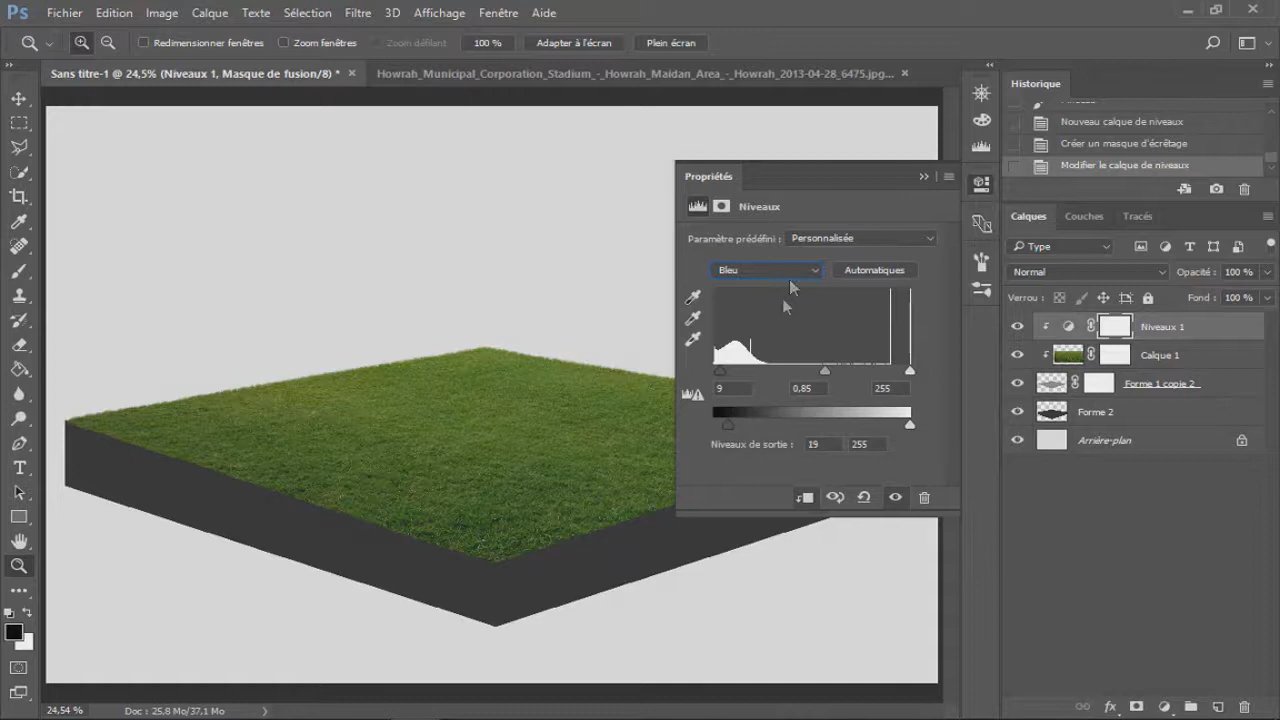 Ps Fichier Edition Image Calque Texte Sélection Filtre 3D Affichage Fenêtre Aide
Redimensionner fenêtres Zoom fenêtres Zoom défilant 100 % Adapter à l'écran Plein écran
Sans titre-1 @ 24,5% (Niveaux 1, Masque de fusion/8) * Howrah_Municipal_Corporation_Stadium_-_Howrah_Maidan_Area_-_Howrah_2013-04-28_6475.jpg...
Historique
Nouveau calque de niveaux
Créer un masque d'écrêtage
Modifier le calque de niveaux
Propriétés
Niveaux
Paramètre prédéfini : Personnalisée
Bleu Automatiques
9 0,85 255
Niveaux de sortie : 19 255
Calques Couches Tracés
Type
Normal Opacité : 100 %
Verrou : Fond : 100 %
Niveaux 1
Calque 1
Forme 1 copie 2
Forme 2
Arrière-plan
fx
24,54 % Doc : 25,8 Mo/37,1 Mo